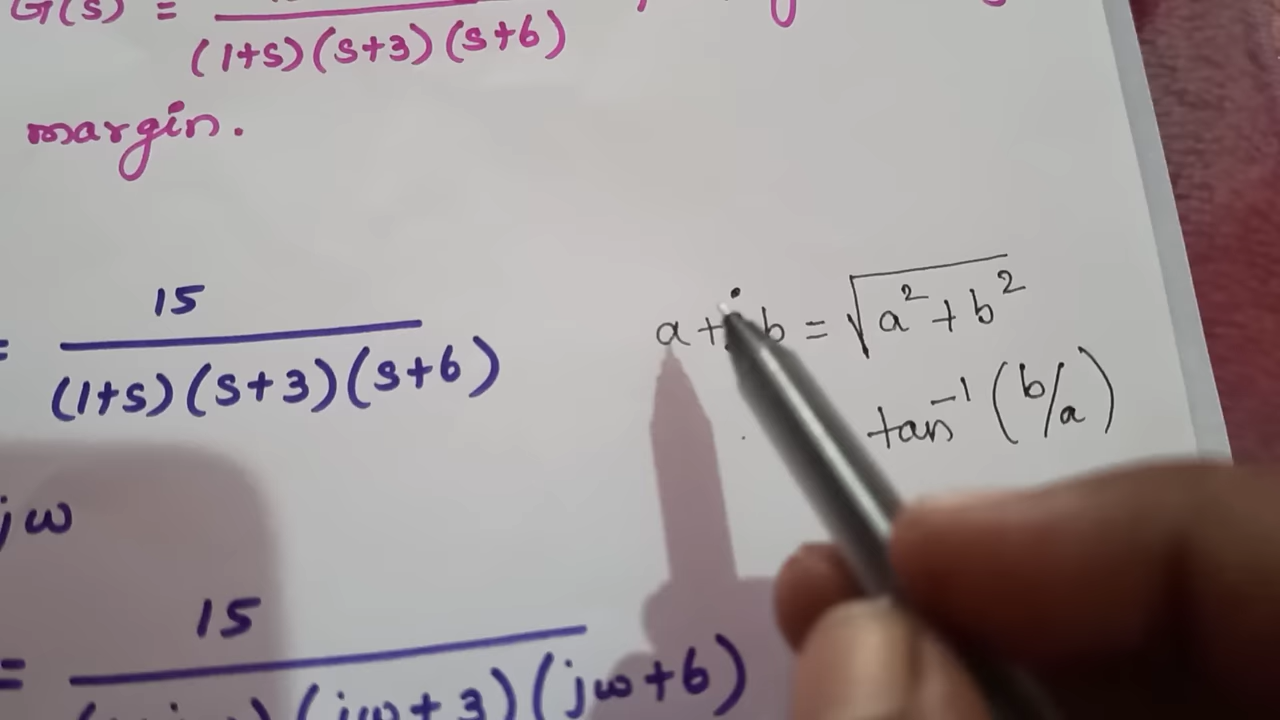 G(s) =
(1+s)(s+3)(s+6)
margin.
= 15 / (1+s)(s+3)(s+6)
a+jb = √(a² + b²)
tan⁻¹(b/a)
jω
= 15
(jω+3)(jω+6)